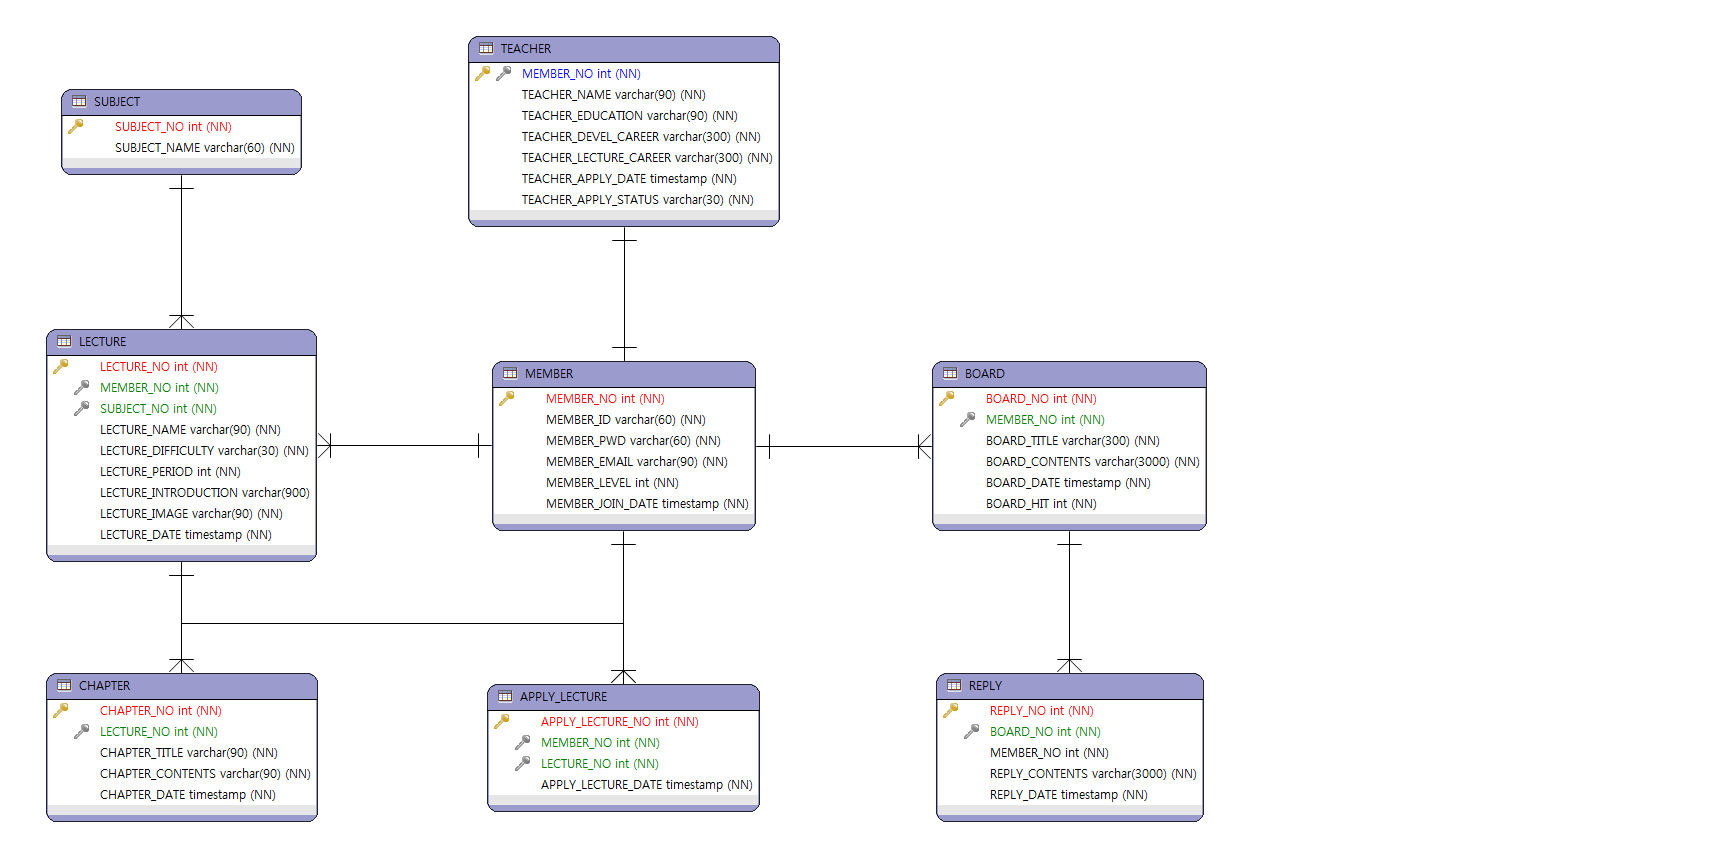 TEACHER
MEMBER_NO int (NN)
TEACHER_NAME varchar(90) (NN)
TEACHER_EDUCATION varchar(90) (NN)
TEACHER_DEVEL_CAREER varchar(300) (NN)
TEACHER_LECTURE_CAREER varchar(300) (NN)
TEACHER_APPLY_DATE timestamp (NN)
TEACHER_APPLY_STATUS varchar(30) (NN)
SUBJECT
SUBJECT_NO int (NN)
SUBJECT_NAME varchar(60) (NN)
LECTURE
LECTURE_NO int (NN)
MEMBER_NO int (NN)
SUBJECT_NO int (NN)
LECTURE_NAME varchar(90) (NN)
LECTURE_DIFFICULTY varchar(30) (NN)
LECTURE_PERIOD int (NN)
LECTURE_INTRODUCTION varchar(900)
LECTURE_IMAGE varchar(90) (NN)
LECTURE_DATE timestamp (NN)
MEMBER
MEMBER_NO int (NN)
MEMBER_ID varchar(60) (NN)
MEMBER_PWD varchar(60) (NN)
MEMBER_EMAIL varchar(90) (NN)
MEMBER_LEVEL int (NN)
MEMBER_JOIN_DATE timestamp (NN)
BOARD
BOARD_NO int (NN)
MEMBER_NO int (NN)
BOARD_TITLE varchar(300) (NN)
BOARD_CONTENTS varchar(3000) (NN)
BOARD_DATE timestamp (NN)
BOARD_HIT int (NN)
CHAPTER
CHAPTER_NO int (NN)
LECTURE_NO int (NN)
CHAPTER_TITLE varchar(90) (NN)
CHAPTER_CONTENTS varchar(90) (NN)
CHAPTER_DATE timestamp (NN)
APPLY_LECTURE
APPLY_LECTURE_NO int (NN)
MEMBER_NO int (NN)
LECTURE_NO int (NN)
APPLY_LECTURE_DATE timestamp (NN)
REPLY
REPLY_NO int (NN)
BOARD_NO int (NN)
MEMBER_NO int (NN)
REPLY_CONTENTS varchar(3000) (NN)
REPLY_DATE timestamp (NN)